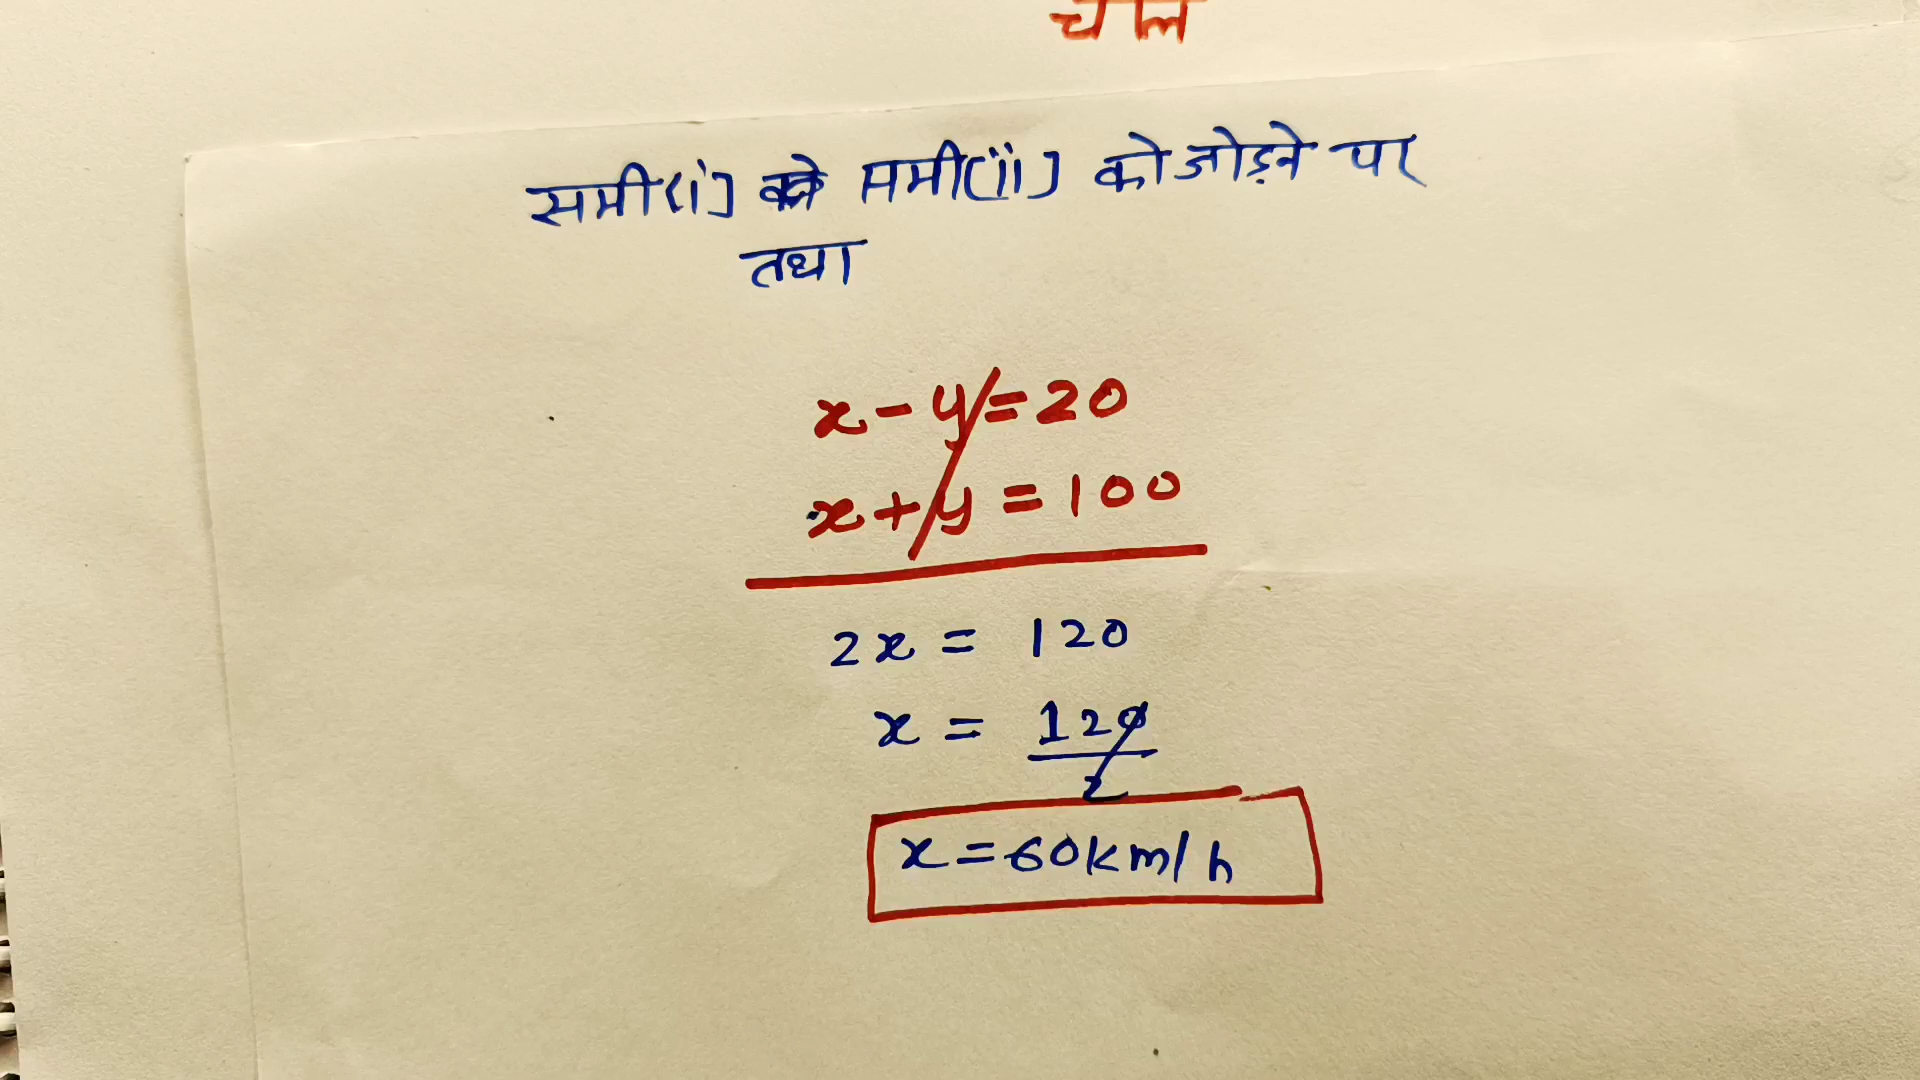 चाल
समी(i) समी(ii) को जोड़ने पर
तथा
x - y = 20
x + y = 100
2x = 120
x = 120/2
x = 60km/h